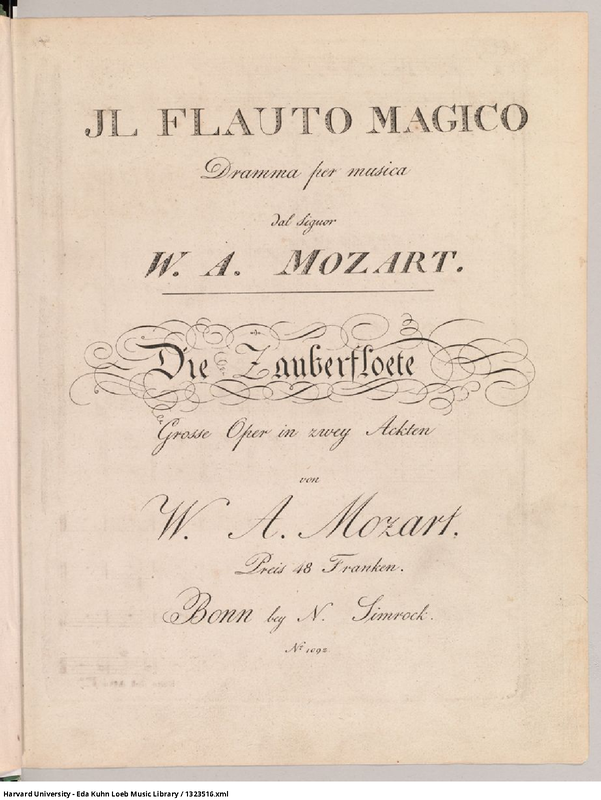 JL FLAUTO MAGICO
Dramma per musica
dal Signor
W. A. MOZART.
Die Zauberfloete
Grosse Oper in zwey Ackten
von
W. A. Mozart.
Preis 48 Franken.
Bonn bey N. Simrock.
Nº 1092
Harvard University - Eda Kuhn Loeb Music Library / 1323516.xml